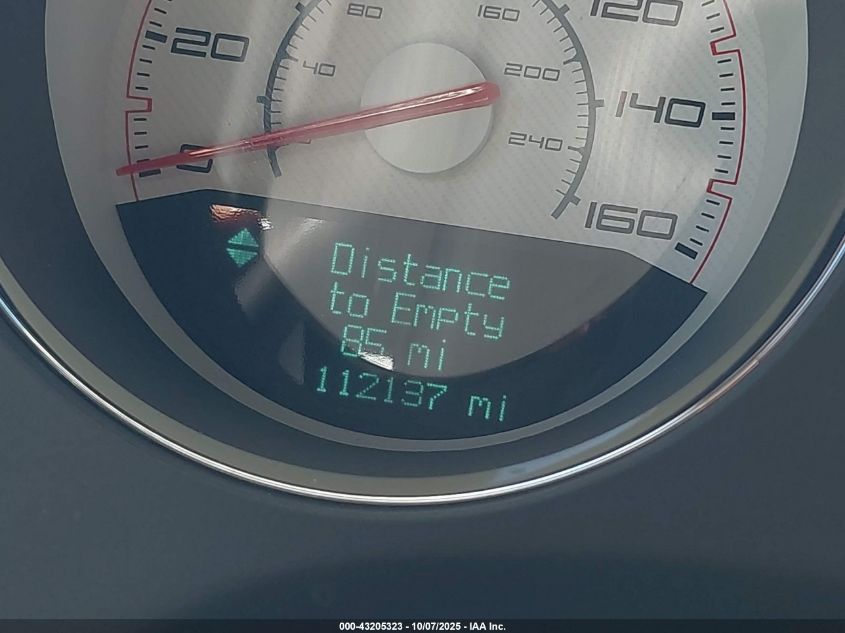 80 160 120
20 40 200 140
0 240
160
Distance
to Empty
85 mi
112137 mi
000-43205323 - 10/07/2025 - IAA Inc.